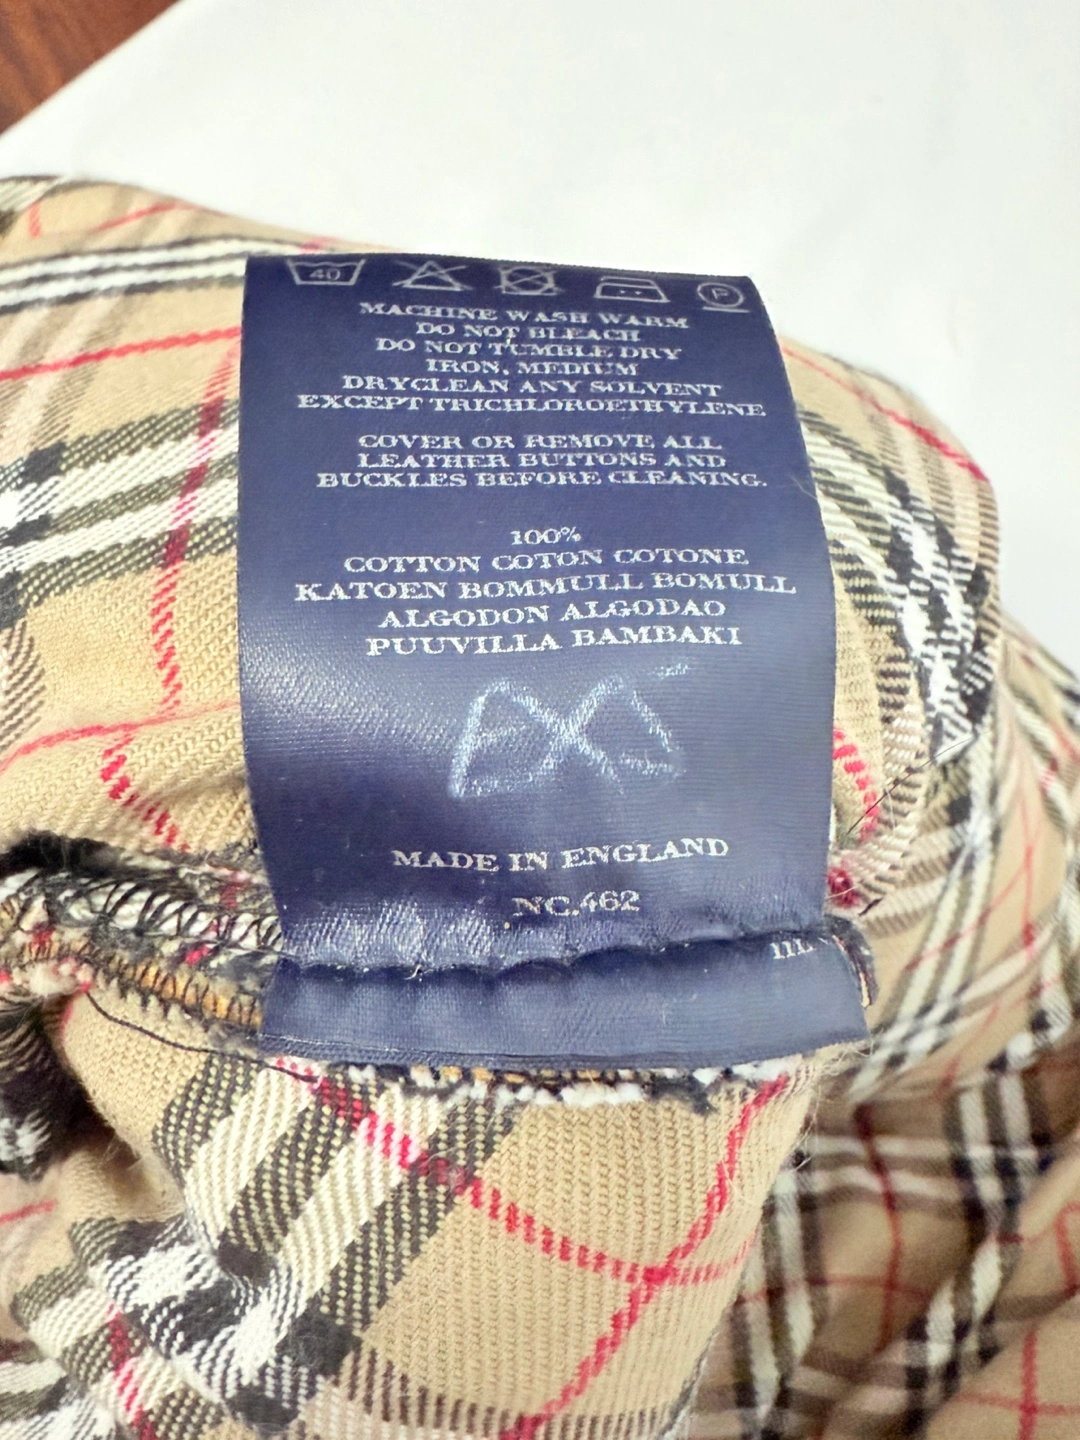 40
P
MACHINE WASH WARM
DO NOT BLEACH
DO NOT TUMBLE DRY
IRON, MEDIUM
DRYCLEAN ANY SOLVENT
EXCEPT TRICHLOROETHYLENE
COVER OR REMOVE ALL
LEATHER BUTTONS AND
BUCKLES BEFORE CLEANING.
100%
COTTON COTON COTONE
KATOEN BOMMULL BOMULL
ALGODON ALGODAO
PUUVILLA BAMBAKI
MADE IN ENGLAND
NC.462